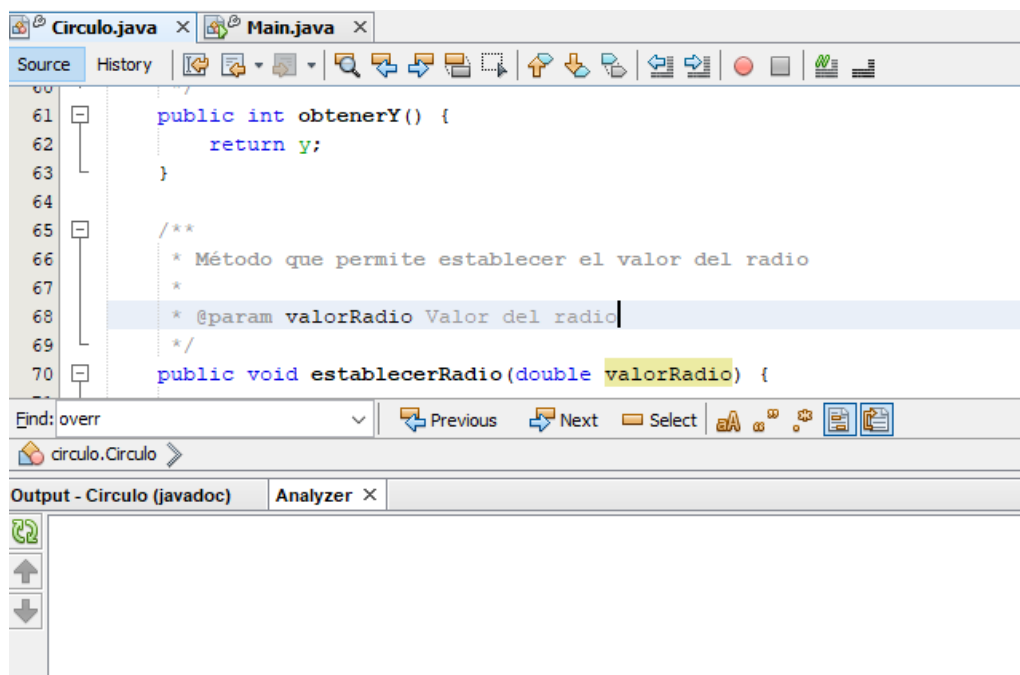 Circulo.java Main.java
Source History
60 */
61 public int obtenerY() {
62 return y;
63 }
64
65 /**
66 * Método que permite establecer el valor del radio
67 *
68 * @param valorRadio Valor del radio
69 */
70 public void establecerRadio(double valorRadio) {
Find: overr Previous Next Select
circulo.Circulo
Output - Circulo (javadoc) Analyzer